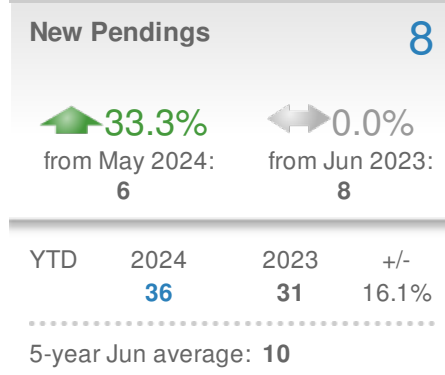 New Pendings 8
33.3% 0.0%
from May 2024: from Jun 2023:
6 8
YTD 2024 2023 +/-
36 31 16.1%
5-year Jun average: 10